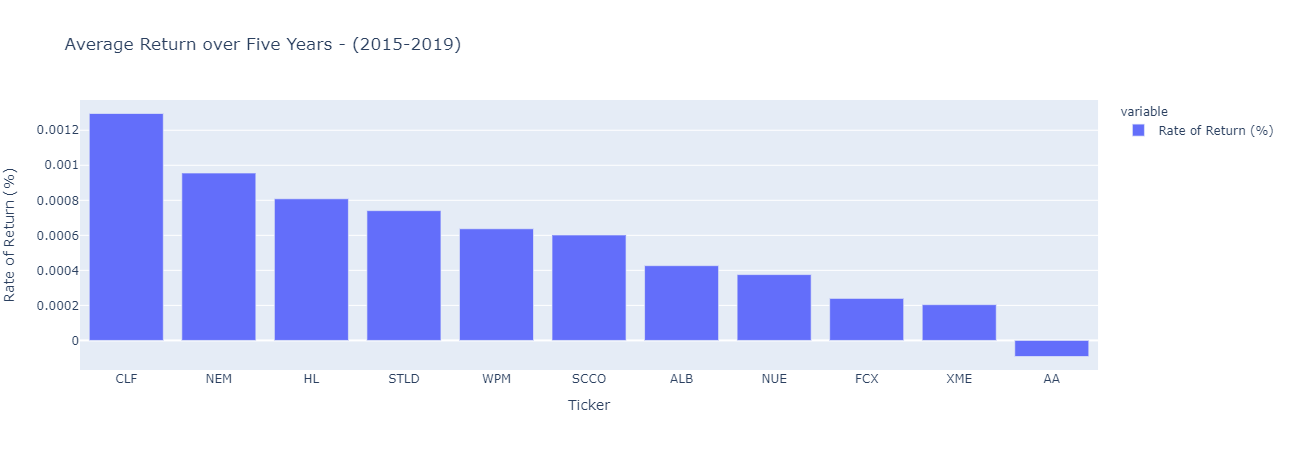 Average Return over Five Years - (2015-2019)
variable
Rate of Return (%)
Rate of Return (%)
0.0012
0.001
0.0008
0.0006
0.0004
0.0002
0
CLF NEM HL STLD WPM SCCO ALB NUE FCX XME AA
Ticker